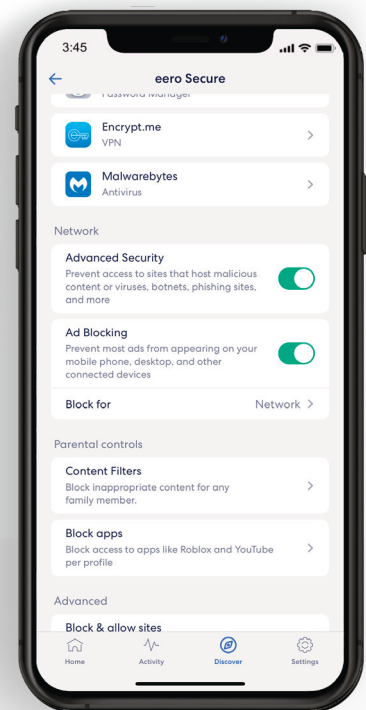 3:45
eero Secure
Password Manager
Encrypt.me
VPN
Malwarebytes
Antivirus
Network
Advanced Security
Prevent access to sites that host malicious
content or viruses, botnets, phishing sites,
and more
Ad Blocking
Prevent most ads from appearing on your
mobile phone, desktop, and other
connected devices
Block for Network >
Parental controls
Content Filters
Block inappropriate content for any
family member.
Block apps
Block access to apps like Roblox and YouTube
per profile
Advanced
Block & allow sites
Home Activity Discover Settings